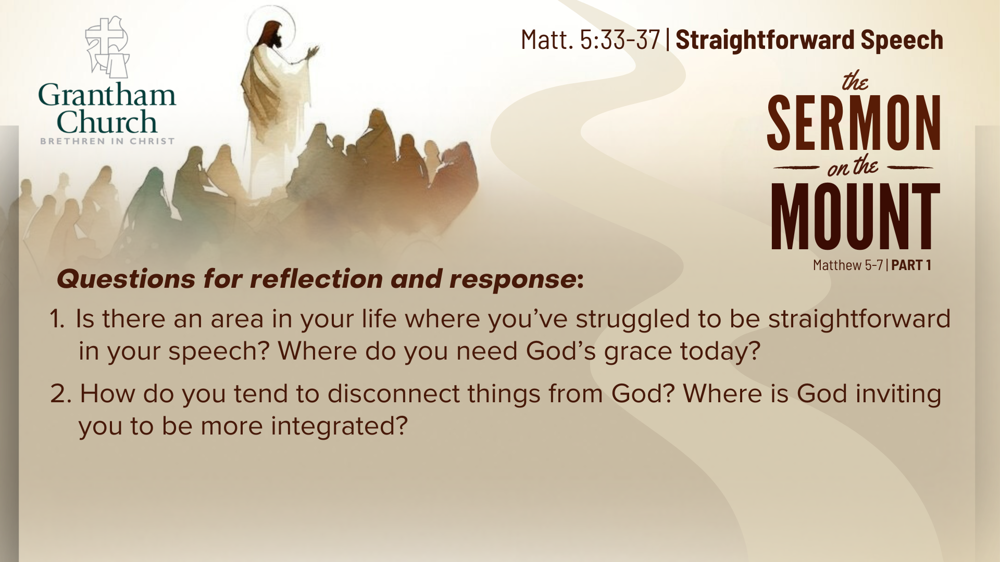 Grantham
Church
BRETHREN IN CHRIST
Matt. 5:33-37 | Straightforward Speech
the
SERMON
on the
MOUNT
Matthew 5-7 | PART 1
Questions for reflection and response:
1. Is there an area in your life where you’ve struggled to be straightforward
in your speech? Where do you need God’s grace today?
2. How do you tend to disconnect things from God? Where is God inviting
you to be more integrated?